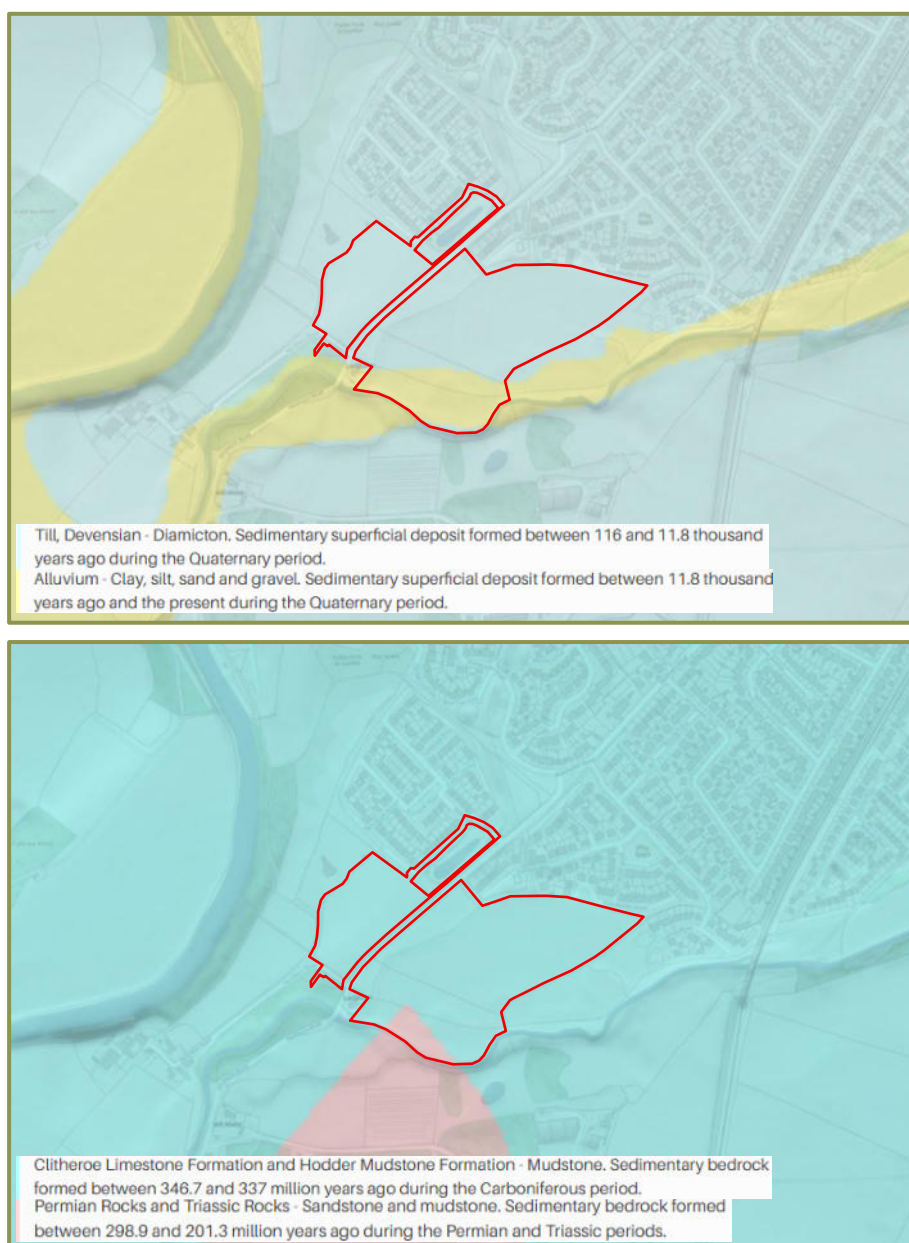 Till, Devensian - Diamicton. Sedimentary superficial deposit formed between 116 and 11.8 thousand
years ago during the Quaternary period.
Alluvium - Clay, silt, sand and gravel. Sedimentary superficial deposit formed between 11.8 thousand
years ago and the present during the Quaternary period.
Clitheroe Limestone Formation and Hodder Mudstone Formation - Mudstone. Sedimentary bedrock
formed between 346.7 and 337 million years ago during the Carboniferous period.
Permian Rocks and Triassic Rocks - Sandstone and mudstone. Sedimentary bedrock formed
between 298.9 and 201.3 million years ago during the Permian and Triassic periods.